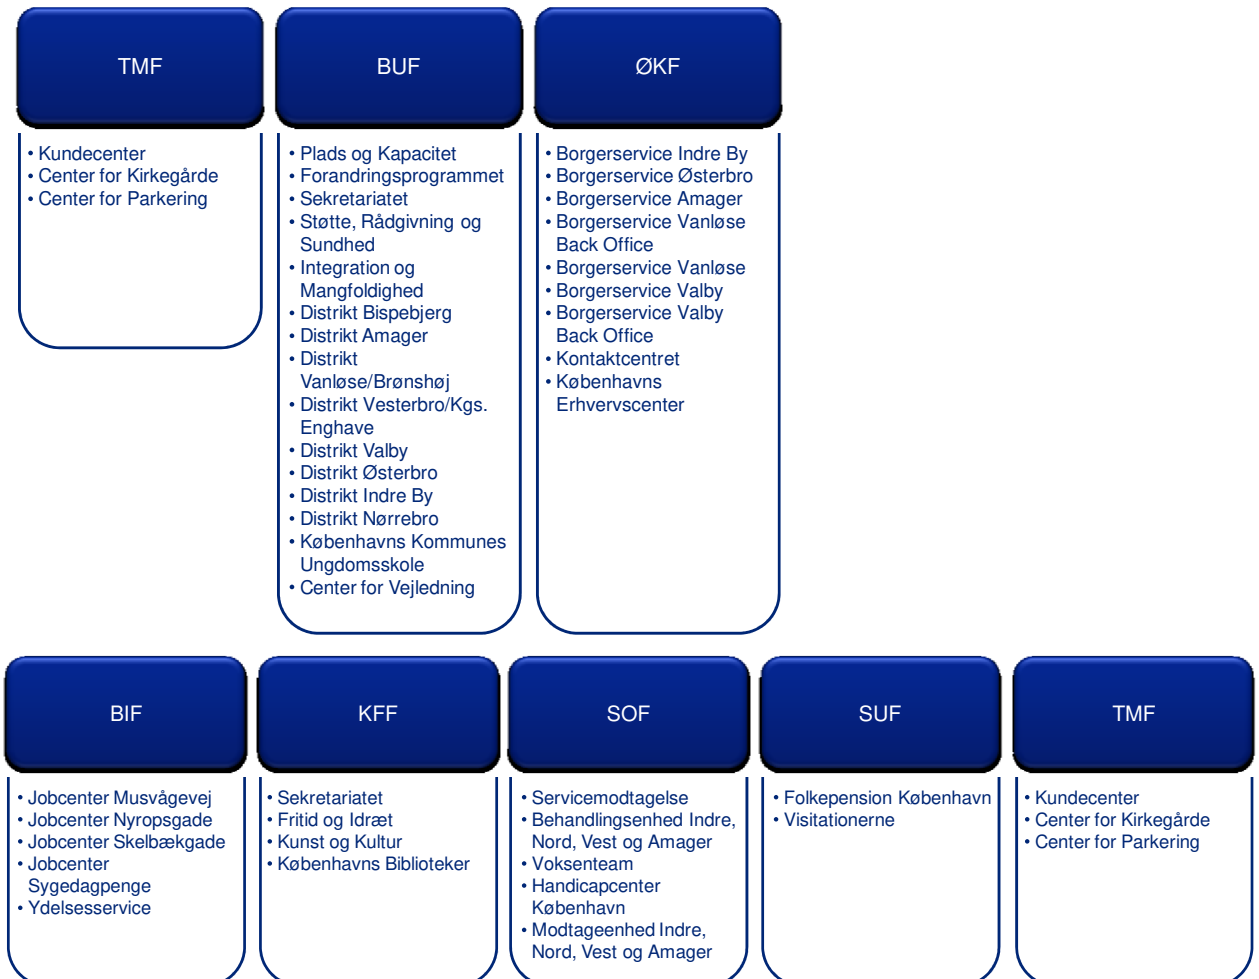 TMF
• Kundecenter
• Center for Kirkegårde
• Center for Parkering
BUF
• Plads og Kapacitet
• Forandringsprogrammet
• Sekretariatet
• Støtte, Rådgivning og
Sundhed
• Integration og
Mangfoldighed
• Distrikt Bispebjerg
• Distrikt Amager
• Distrikt
Vanløse/Brønshøj
• Distrikt Vesterbro/Kgs.
Enghave
• Distrikt Valby
• Distrikt Østerbro
• Distrikt Indre By
• Distrikt Nørrebro
• Københavns Kommunes
Ungdomsskole
• Center for Vejledning
ØKF
• Borgerservice Indre By
• Borgerservice Østerbro
• Borgerservice Amager
• Borgerservice Vanløse
Back Office
• Borgerservice Vanløse
• Borgerservice Valby
• Borgerservice Valby
Back Office
• Kontaktcentret
• Københavns
Erhvervscenter
BIF
• Jobcenter Musvågevej
• Jobcenter Nyropsgade
• Jobcenter Skelbækgade
• Jobcenter
Sygedagpenge
• Ydelsesservice
KFF
• Sekretariatet
• Fritid og Idræt
• Kunst og Kultur
• Københavns Biblioteker
SOF
• Servicemodtagelse
• Behandlingsenhed Indre,
Nord, Vest og Amager
• Voksenteam
• Handicapcenter
København
• Modtageenhed Indre,
Nord, Vest og Amager
SUF
• Folkepension København
• Visitationerne
TMF
• Kundecenter
• Center for Kirkegårde
• Center for Parkering